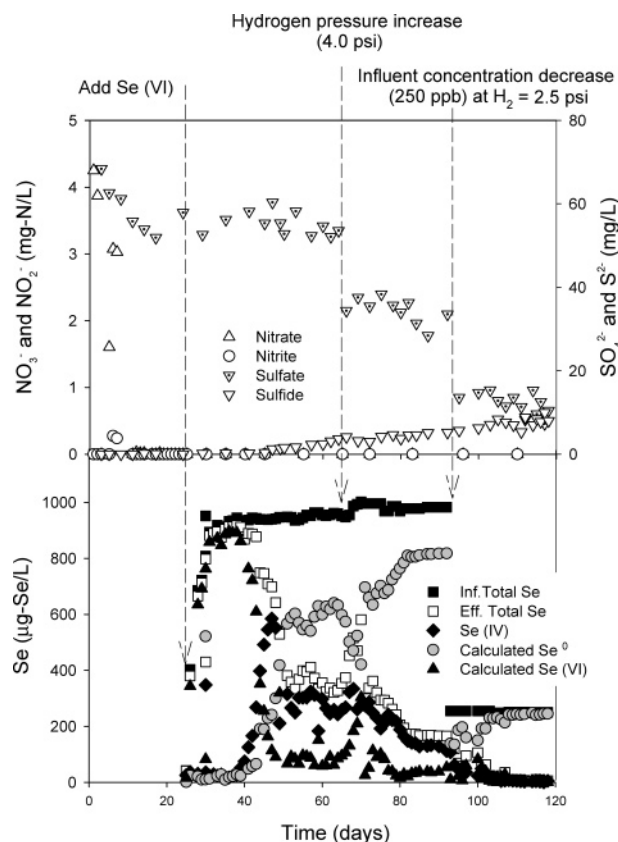 Hydrogen pressure increase
(4.0 psi)
Influent concentration decrease
Add Se (VI)
(250 ppb) at H2 = 2.5 psi
5
80
4
60
3
40
2
20
1
0
0
NO3- and NO2- (mg-N/L)
SO42- and S2- (mg/L)
Nitrate
Nitrite
Sulfate
Sulfide
1000
800
600
400
200
0
Se (µg-Se/L)
Inf.Total Se
Eff. Total Se
Se (IV)
Calculated Se 0
Calculated Se (VI)
0 20 40 60 80 100 120
Time (days)